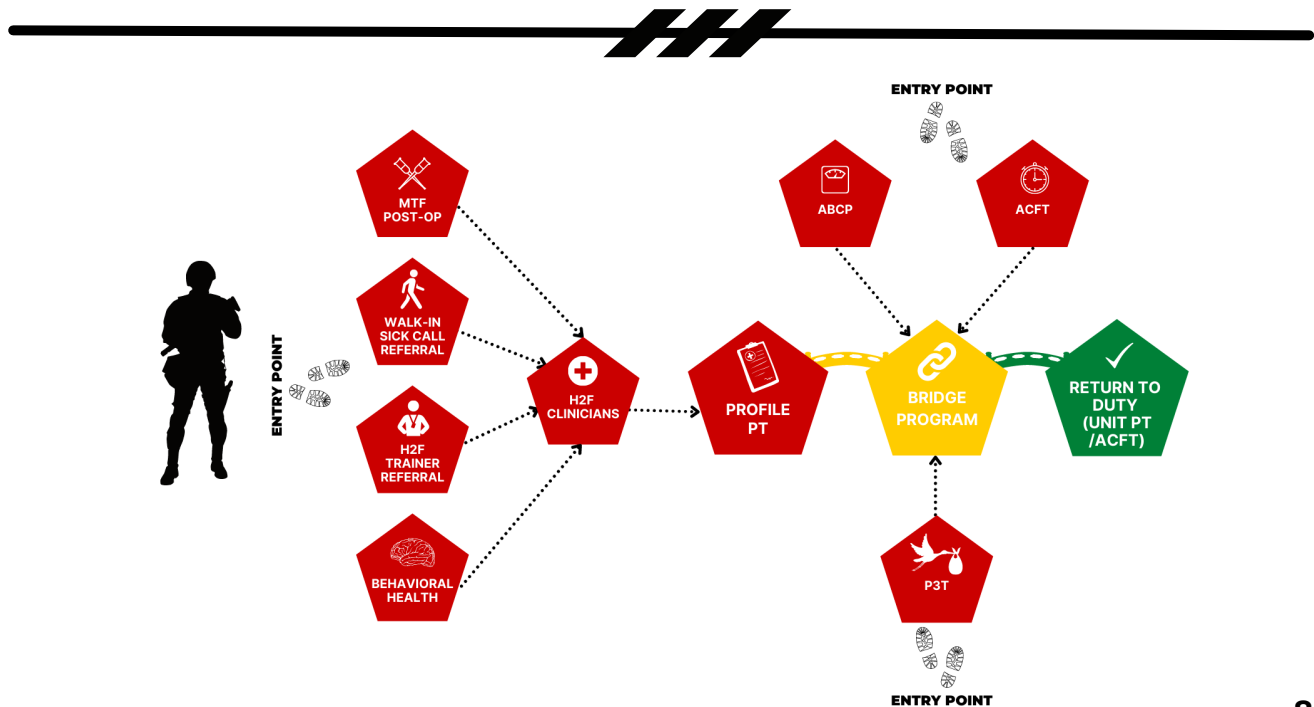 ENTRY POINT
MTF
POST-OP
WALK-IN
SICK CALL
REFERRAL
H2F
TRAINER
REFERRAL
BEHAVIORAL
HEALTH
H2F
CLINICIANS
PROFILE
PT
ENTRY POINT
ABCP
ACFT
BRIDGE
PROGRAM
RETURN TO
DUTY
(UNIT PT
/ACFT)
P3T
ENTRY POINT